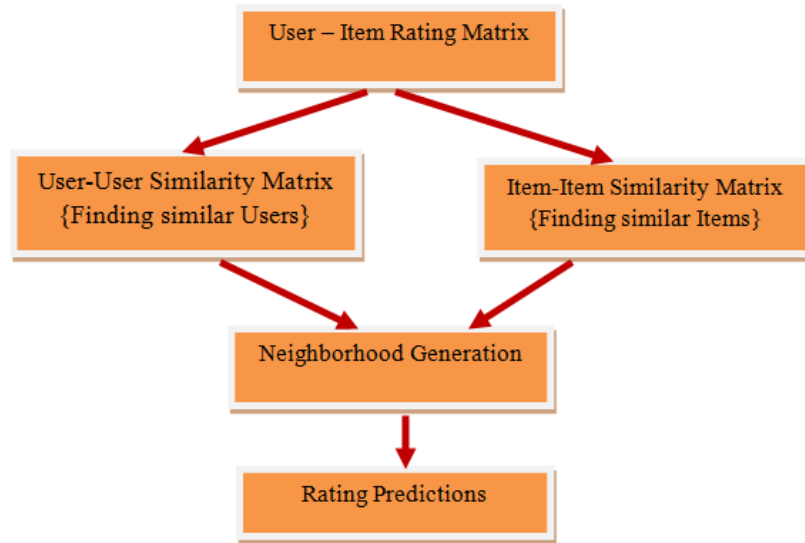 User – Item Rating Matrix
User-User Similarity Matrix
{Finding similar Users}
Item-Item Similarity Matrix
{Finding similar Items}
Neighborhood Generation
Rating Predictions